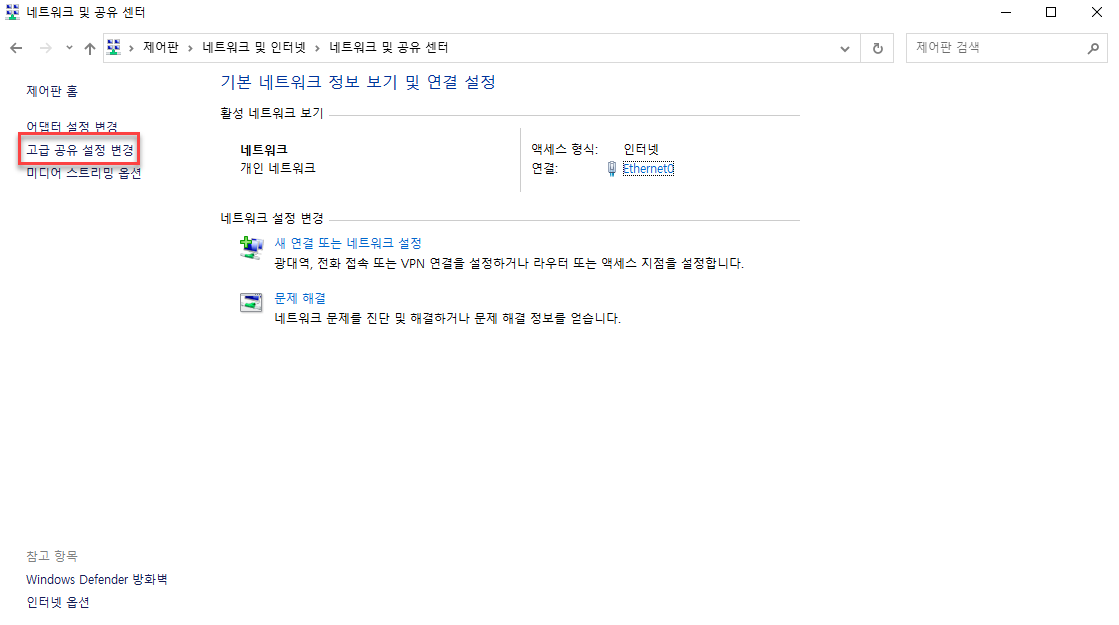 네트워크 및 공유 센터
제어판 › 네트워크 및 인터넷 › 네트워크 및 공유 센터
제어판 검색
제어판 홈
어댑터 설정 변경
고급 공유 설정 변경
미디어 스트리밍 옵션
기본 네트워크 정보 보기 및 연결 설정
활성 네트워크 보기
네트워크
개인 네트워크
액세스 형식: 인터넷
연결: Ethernet0
네트워크 설정 변경
새 연결 또는 네트워크 설정
광대역, 전화 접속 또는 VPN 연결을 설정하거나 라우터 또는 액세스 지점을 설정합니다.
문제 해결
네트워크 문제를 진단 및 해결하거나 문제 해결 정보를 얻습니다.
참고 항목
Windows Defender 방화벽
인터넷 옵션